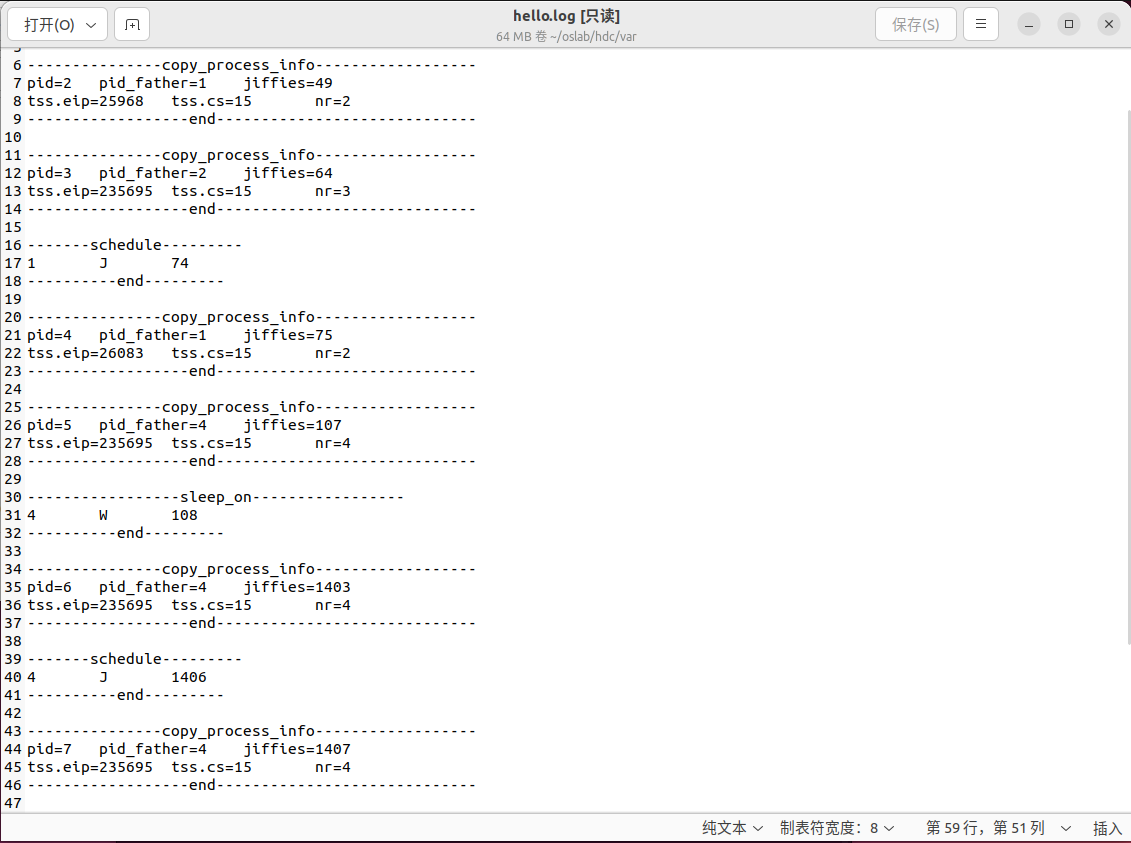 打开(O)
hello.log [只读]
64 MB 卷 ~/oslab/hdc/var
保存(S)
5
6 ---------------copy_process_info------------------
7 pid=2	pid_father=1	jiffies=49
8 tss.eip=25968	tss.cs=15	nr=2
9 ------------------end-----------------------------
10
11 ---------------copy_process_info------------------
12 pid=3	pid_father=2	jiffies=64
13 tss.eip=235695	tss.cs=15	nr=3
14 ------------------end-----------------------------
15
16 -------schedule---------
17 1	J	74
18 ----------end---------
19
20 ---------------copy_process_info------------------
21 pid=4	pid_father=1	jiffies=75
22 tss.eip=26083	tss.cs=15	nr=2
23 ------------------end-----------------------------
24
25 ---------------copy_process_info------------------
26 pid=5	pid_father=4	jiffies=107
27 tss.eip=235695	tss.cs=15	nr=4
28 ------------------end-----------------------------
29
30 -----------------sleep_on-----------------
31 4	W	108
32 ----------end---------
33
34 ---------------copy_process_info------------------
35 pid=6	pid_father=4	jiffies=1403
36 tss.eip=235695	tss.cs=15	nr=4
37 ------------------end-----------------------------
38
39 -------schedule---------
40 4	J	1406
41 ----------end---------
42
43 ---------------copy_process_info------------------
44 pid=7	pid_father=4	jiffies=1407
45 tss.eip=235695	tss.cs=15	nr=4
46 ------------------end-----------------------------
47
纯文本 制表符宽度：8 第 59 行，第 51 列 插入